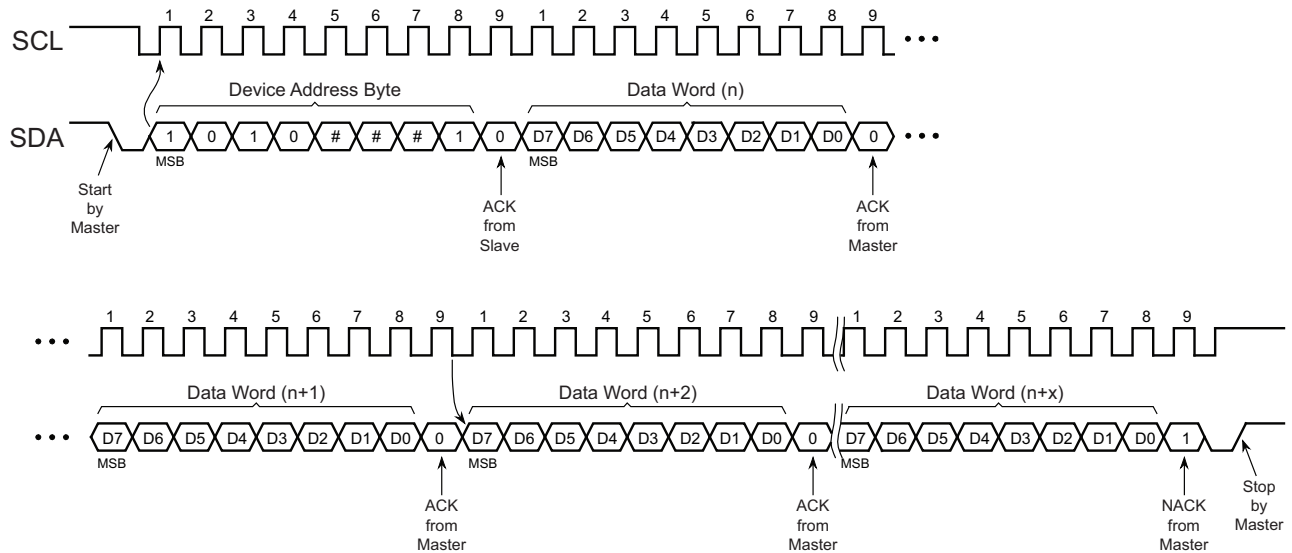 1 2 3 4 5 6 7 8 9 1 2 3 4 5 6 7 8 9
SCL
Device Address Byte Data Word (n)
SDA 1 0 1 0 # # # 1 0 D7 D6 D5 D4 D3 D2 D1 D0 0
MSB MSB
Start
by
Master
ACK
from
Slave
ACK
from
Master
1 2 3 4 5 6 7 8 9 1 2 3 4 5 6 7 8 9 1 2 3 4 5 6 7 8 9
Data Word (n+1) Data Word (n+2) Data Word (n+x)
D7 D6 D5 D4 D3 D2 D1 D0 0 D7 D6 D5 D4 D3 D2 D1 D0 0 D7 D6 D5 D4 D3 D2 D1 D0 1
MSB MSB MSB
ACK
from
Master
ACK
from
Master
NACK
from
Master
Stop
by
Master